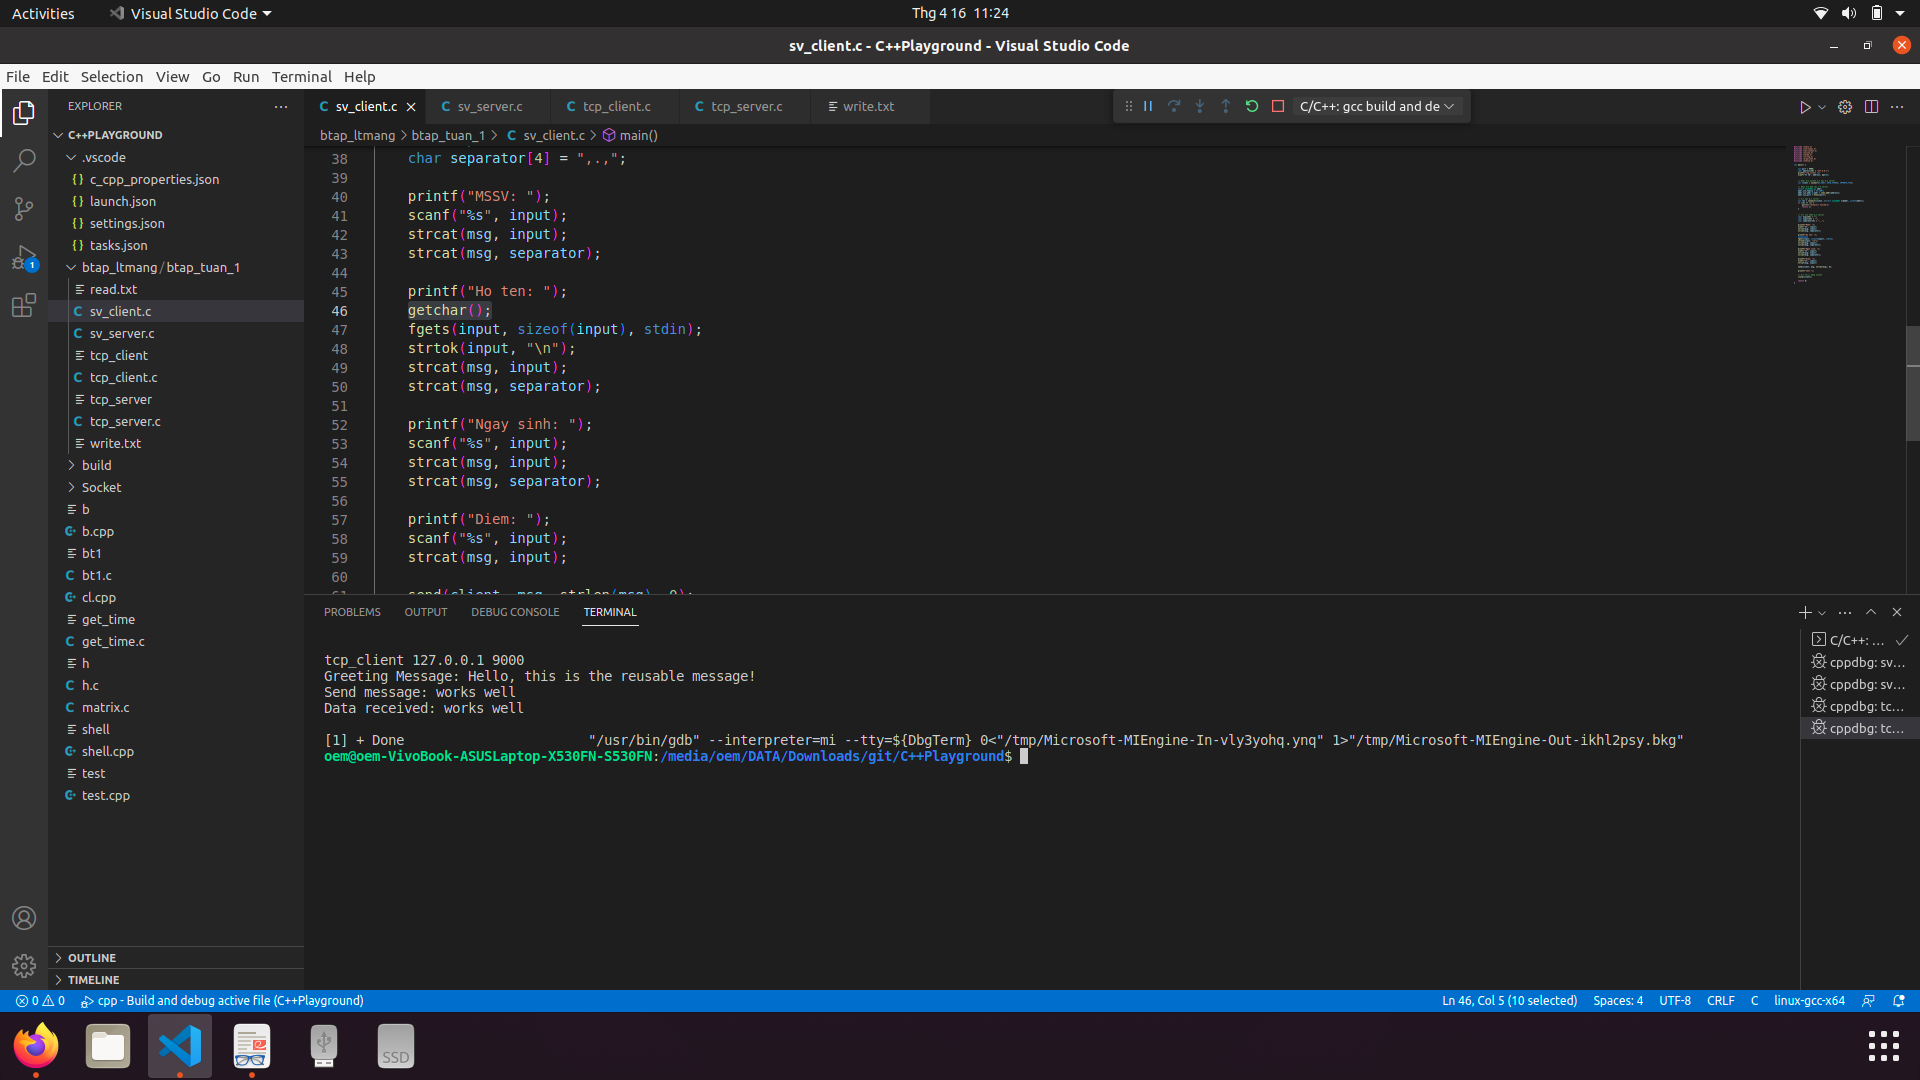 Activities
Visual Studio Code
Thg 4 16 11:24
sv_client.c - C++Playground - Visual Studio Code
File Edit Selection View Go Run Terminal Help
EXPLORER
C++PLAYGROUND
.vscode
c_cpp_properties.json
launch.json
settings.json
tasks.json
btap_ltmang / btap_tuan_1
read.txt
sv_client.c
sv_server.c
tcp_client
tcp_client.c
tcp_server
tcp_server.c
write.txt
build
Socket
b
b.cpp
bt1
bt1.c
cl.cpp
get_time
get_time.c
h
h.c
matrix.c
shell
shell.cpp
test
test.cpp
OUTLINE
TIMELINE
sv_client.c sv_server.c tcp_client.c tcp_server.c write.txt
C/C++: gcc build and de
btap_ltmang > btap_tuan_1 > C sv_client.c > main()
38 char separator[4] = ",.,";
39
40 printf("MSSV: ");
41 scanf("%s", input);
42 strcat(msg, input);
43 strcat(msg, separator);
44
45 printf("Ho ten: ");
46 getchar();
47 fgets(input, sizeof(input), stdin);
48 strtok(input, "\n");
49 strcat(msg, input);
50 strcat(msg, separator);
51
52 printf("Ngay sinh: ");
53 scanf("%s", input);
54 strcat(msg, input);
55 strcat(msg, separator);
56
57 printf("Diem: ");
58 scanf("%s", input);
59 strcat(msg, input);
60
61 send(client, msg, strlen(msg), 0);
PROBLEMS OUTPUT DEBUG CONSOLE TERMINAL
tcp_client 127.0.0.1 9000
Greeting Message: Hello, this is the reusable message!
Send message: works well
Data received: works well
[1] + Done "/usr/bin/gdb" --interpreter=mi --tty=${DbgTerm} 0<"/tmp/Microsoft-MIEngine-In-vly3yohq.ynq" 1>"/tmp/Microsoft-MIEngine-Out-ikhl2psy.bkg"
oem@oem-VivoBook-ASUSLaptop-X530FN-S530FN:/media/oem/DATA/Downloads/git/C++Playground$
C/C++: ...
cppdbg: sv...
cppdbg: sv...
cppdbg: tc...
cppdbg: tc...
0 0 cpp - Build and debug active file (C++Playground)
Ln 46, Col 5 (10 selected) Spaces: 4 UTF-8 CRLF C linux-gcc-x64
1
SSD